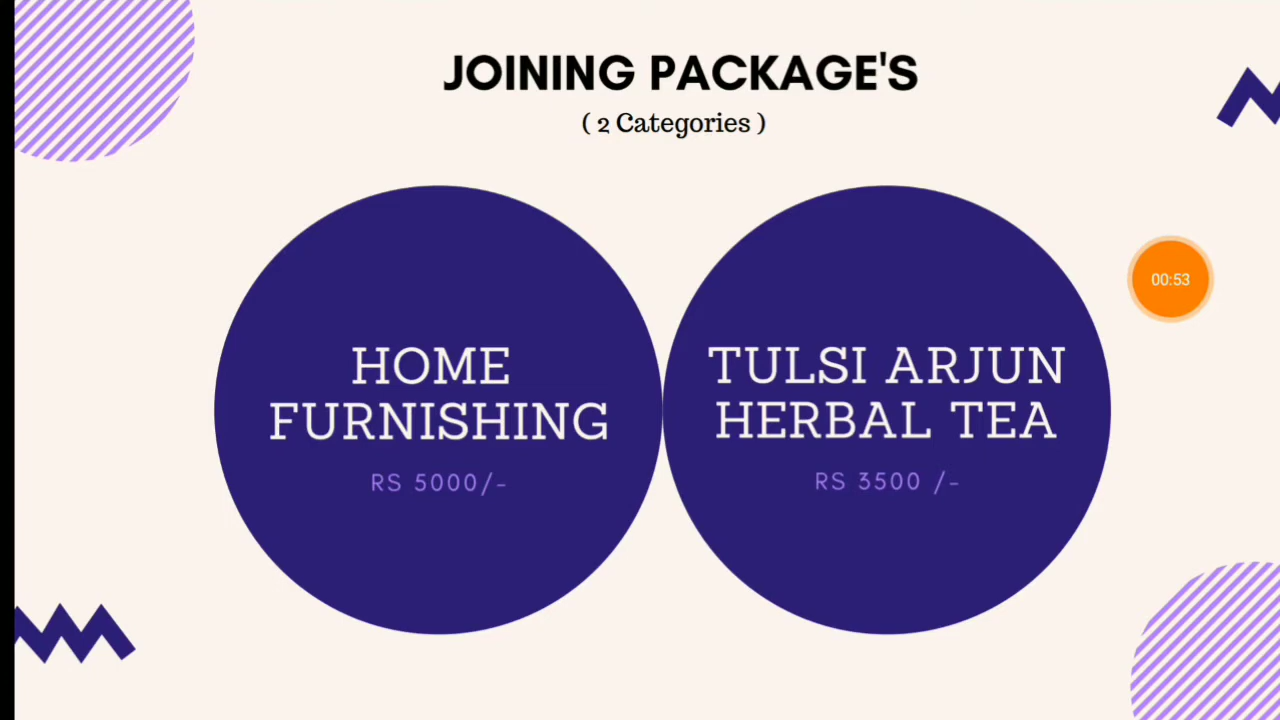 JOINING PACKAGE'S
( 2 Categories )
HOME
FURNISHING
RS 5000/-
TULSI ARJUN
HERBAL TEA
RS 3500 /-
00:53